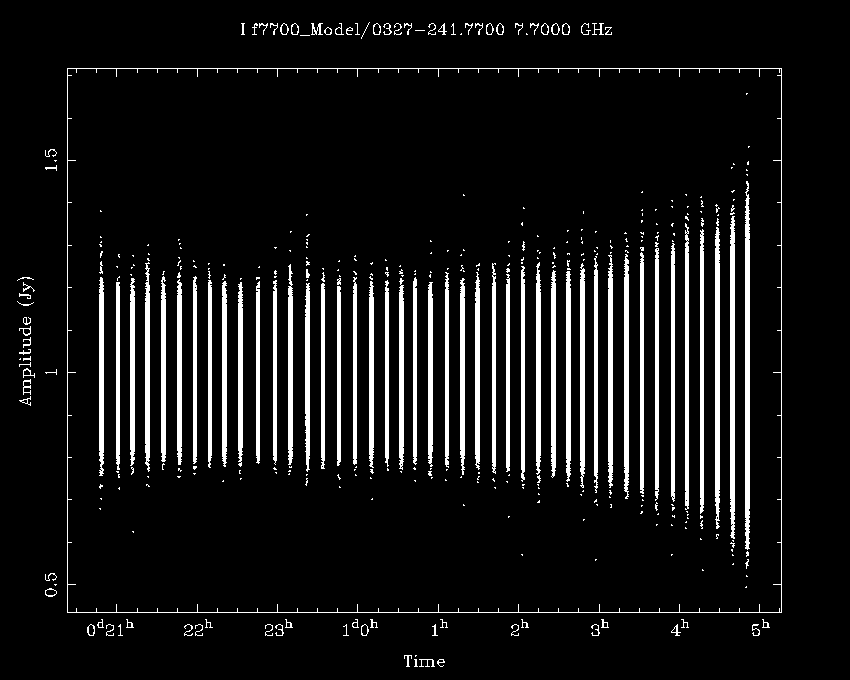 If7700_Model/0327-241.7700 7.7000 GHz
1.5
1
0.5
Amplitude (Jy)
0ᵈ21ʰ 22ʰ 23ʰ 1ᵈ0ʰ 1ʰ 2ʰ 3ʰ 4ʰ 5ʰ
Time